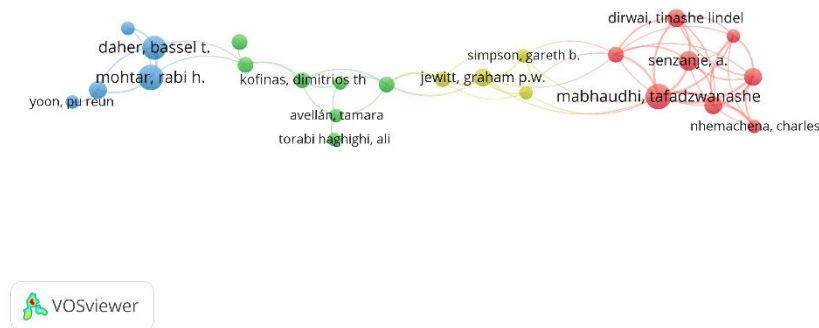 dirwai, tinashe lindel
daher, bassel t.
simpson, gareth b.
senzanje, a.
mohtar, rabi h.
kofinas, dimitrios th
jewitt, graham p.w.
mabhaudhi, tafadzwanashe
yoon, pu reun
avellán, tamara
nhemachena, charles
torabi haghighi, ali
VOSviewer